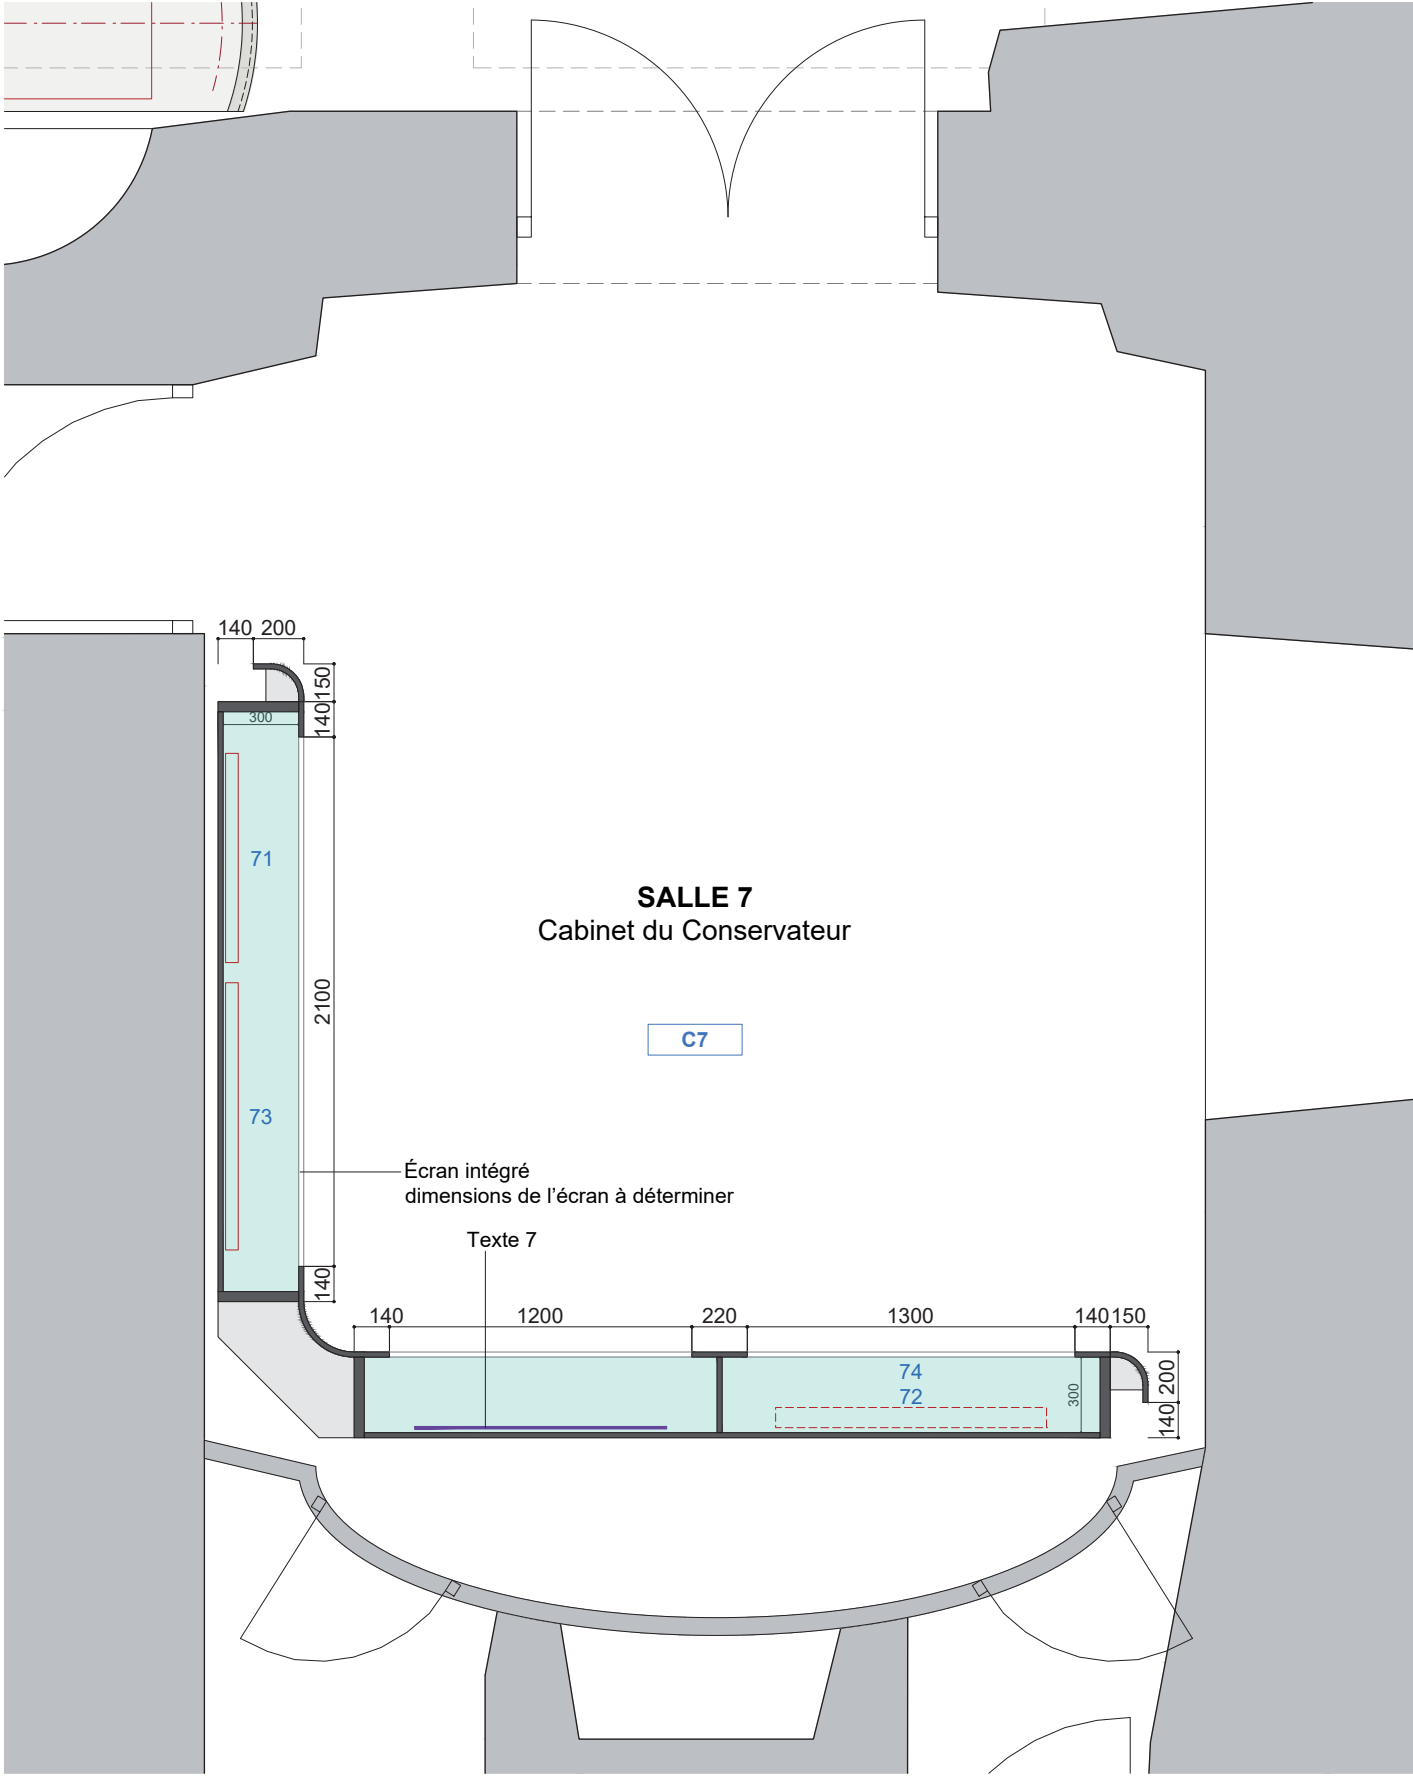 140 200
150
140
300
71
SALLE 7
Cabinet du Conservateur
2100
C7
73
Écran intégré
dimensions de l'écran à déterminer
Texte 7
140
140 1200 220 1300 140 150
74
72
300
200
140